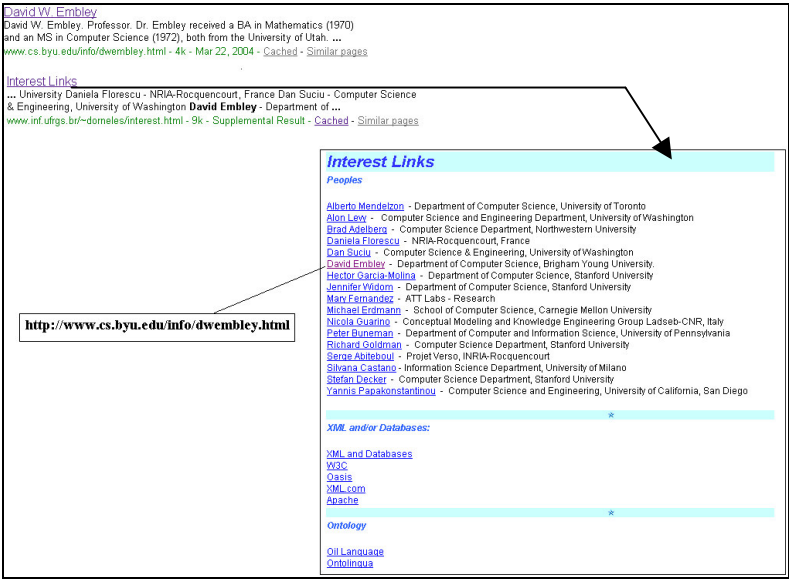 David W. Embley
David W. Embley. Professor. Dr. Embley received a BA in Mathematics (1970)
and an MS in Computer Science (1972), both from the University of Utah. ...
www.cs.byu.edu/info/dwembley.html - 4k - Mar 22, 2004 - Cached - Similar pages
Interest Links
... University Daniela Florescu - NRIA-Rocquencourt, France Dan Suciu - Computer Science
& Engineering, University of Washington David Embley - Department of ...
www.inf.ufrgs.br/~dorneles/interest.html - 9k - Supplemental Result - Cached - Similar pages
Interest Links
Peoples
Alberto Mendelzon - Department of Computer Science, University of Toronto
Alon Levy - Computer Science and Engineering Department, University of Washington
Brad Adelberg - Computer Science Department, Northwestern University
Daniela Florescu - NRIA-Rocquencourt, France
Dan Suciu - Computer Science & Engineering, University of Washington
David Embley - Department of Computer Science, Brigham Young University.
Hector Garcia-Molina - Department of Computer Science, Stanford University
Jennifer Widom - Department of Computer Science, Stanford University
Mary Fernandez - ATT Labs - Research
Michael Erdmann - School of Computer Science, Carnegie Mellon University
Nicola Guarino - Conceptual Modeling and Knowledge Engineering Group Ladseb-CNR, Italy
Peter Buneman - Department of Computer and Information Science, University of Pennsylvania
Richard Goldman - Computer Science Department, Stanford University
Serge Abiteboul - Projet Verso, INRIA-Rocquencourt
Silvana Castano - Information Science Department, University of Milano
Stefan Decker - Computer Science Department, Stanford University
Yannis Papakonstantinou - Computer Science and Engineering, University of California, San Diego
http://www.cs.byu.edu/info/dwembley.html
*
XML and/or Databases:
XML and Databases
W3C
Oasis
XML.com
Apache
*
Ontology
Oil Language
Ontolingua